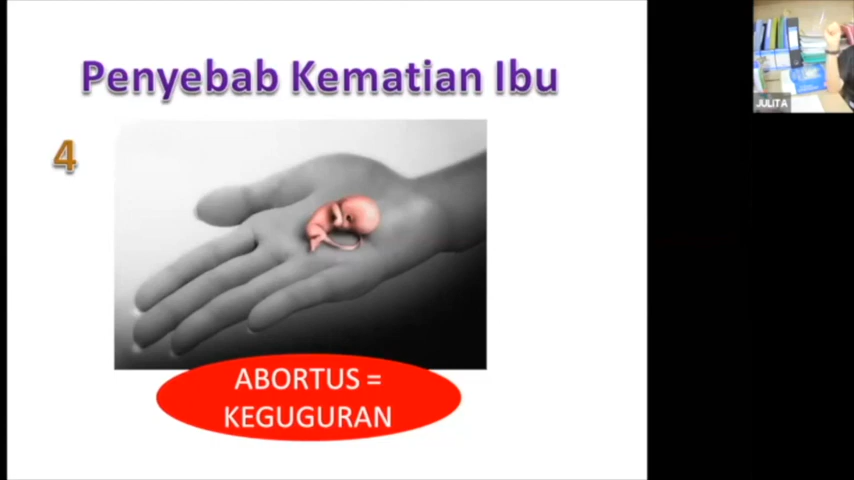 Penyebab Kematian Ibu
4
ABORTUS =
KEGUGURAN
JULITA